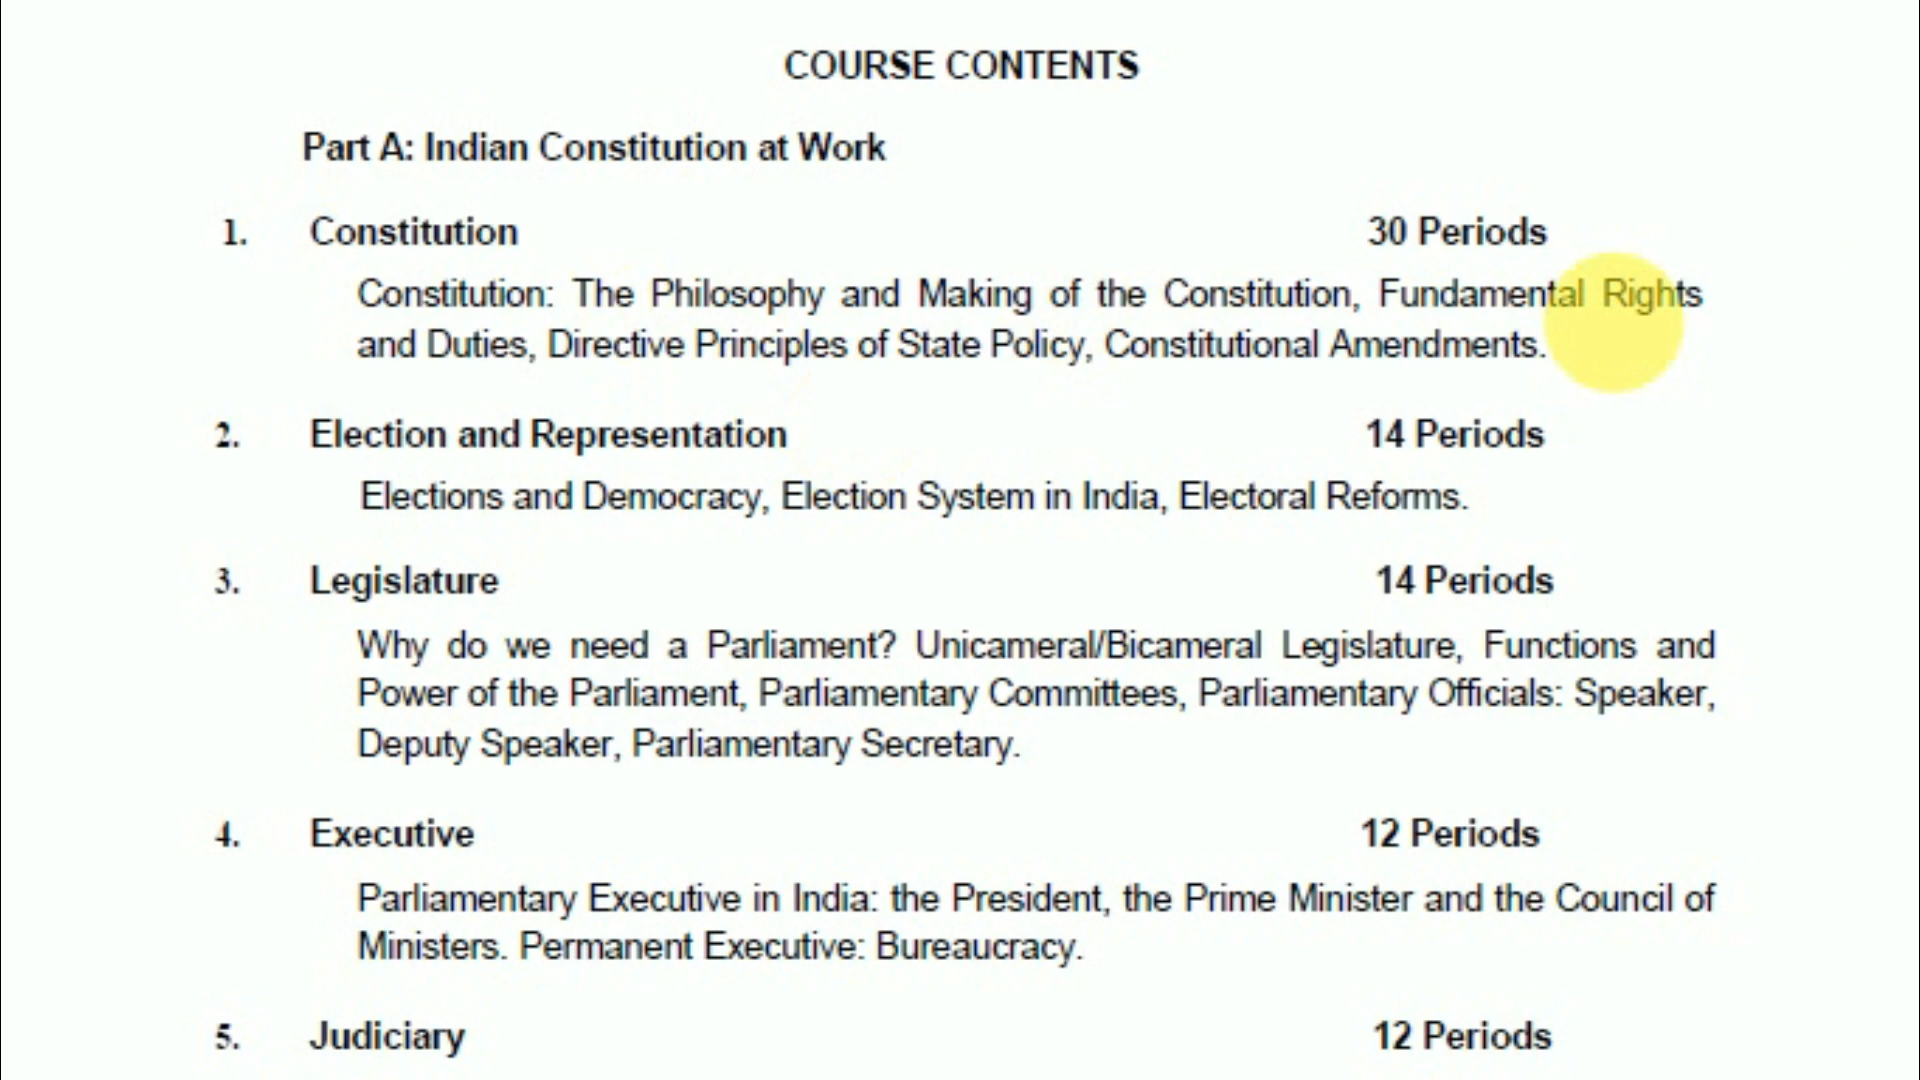 COURSE CONTENTS
Part A: Indian Constitution at Work
1. Constitution 30 Periods
Constitution: The Philosophy and Making of the Constitution, Fundamental Rights
and Duties, Directive Principles of State Policy, Constitutional Amendments.
2. Election and Representation 14 Periods
Elections and Democracy, Election System in India, Electoral Reforms.
3. Legislature 14 Periods
Why do we need a Parliament? Unicameral/Bicameral Legislature, Functions and
Power of the Parliament, Parliamentary Committees, Parliamentary Officials: Speaker,
Deputy Speaker, Parliamentary Secretary.
4. Executive 12 Periods
Parliamentary Executive in India: the President, the Prime Minister and the Council of
Ministers. Permanent Executive: Bureaucracy.
5. Judiciary 12 Periods